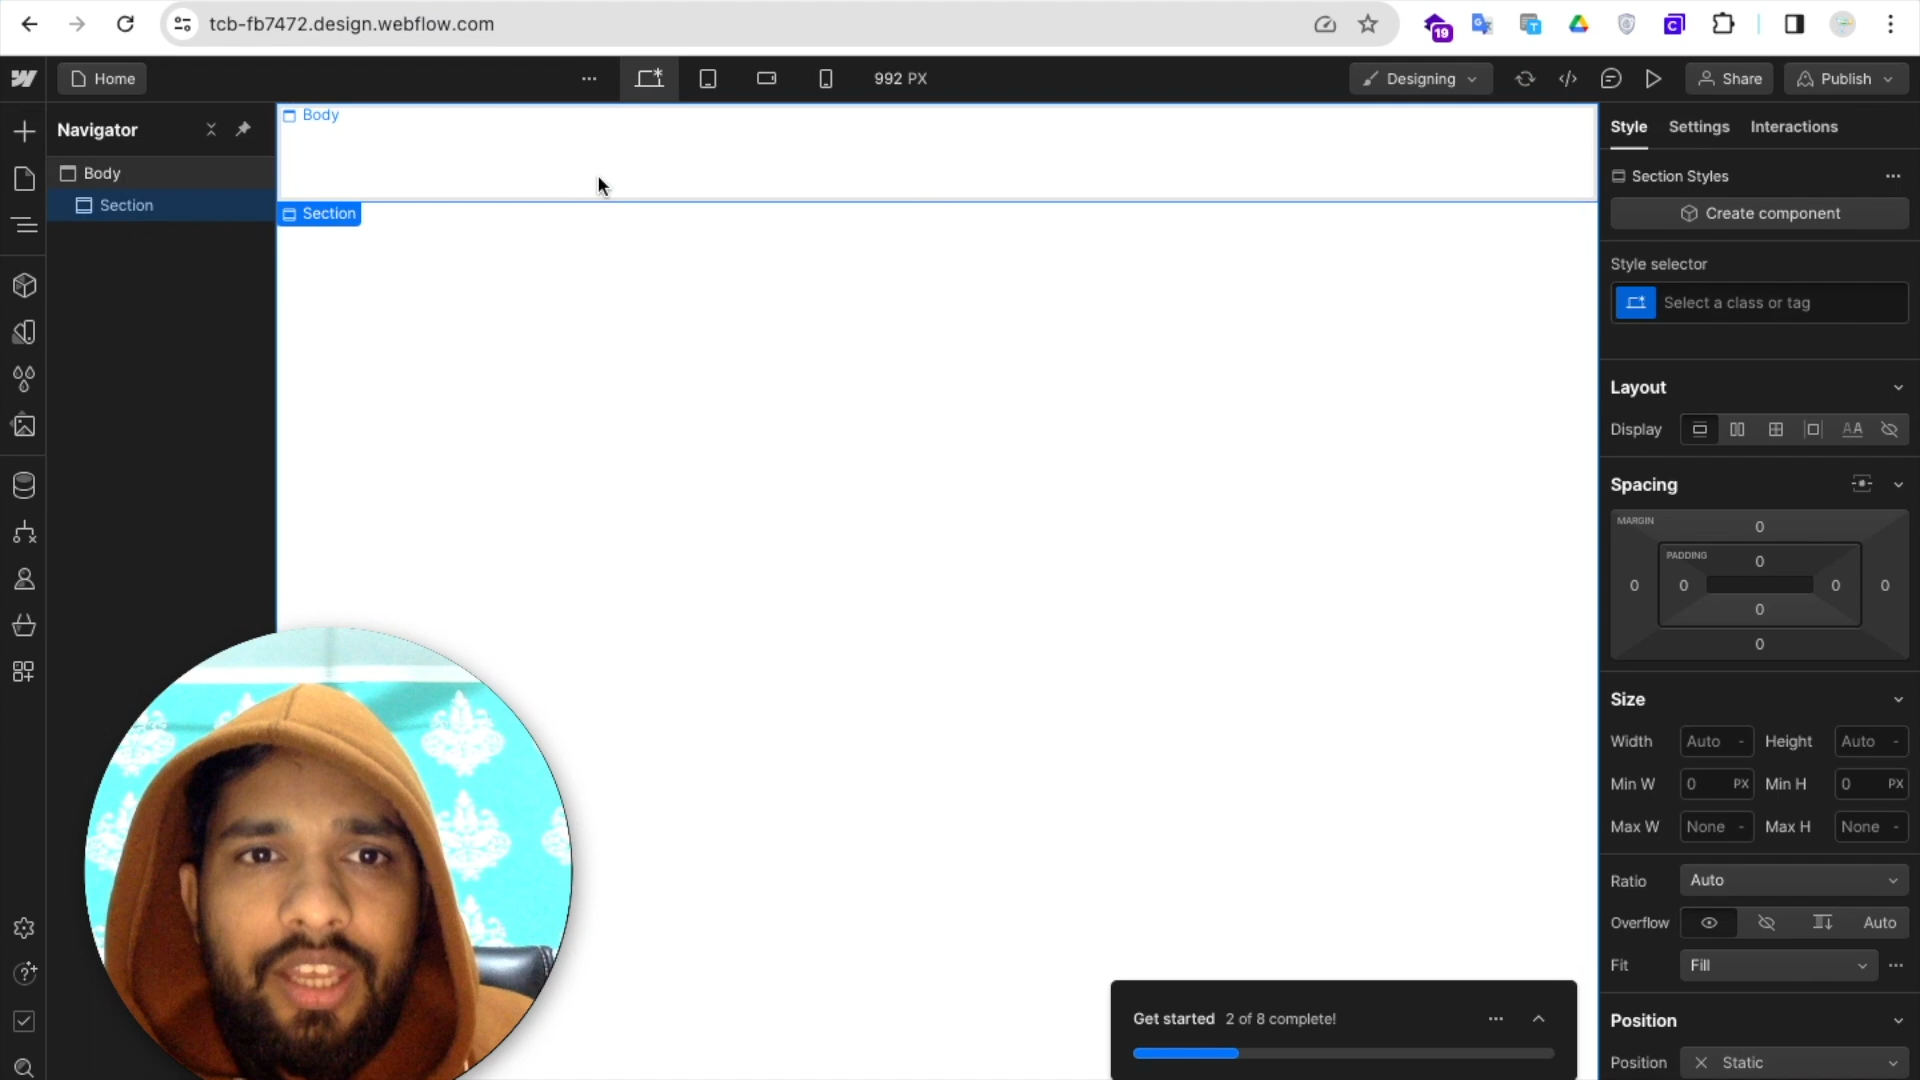 tcb-fb7472.design.webflow.com
19
Home
992 PX
Designing
Share
Publish
Navigator
Body
Section
Body
Section
Style
Settings
Interactions
Section Styles
Create component
Style selector
Select a class or tag
Layout
Display
AA
Spacing
MARGIN
0
PADDING
0
0
0
0
0
0
0
Size
Width
Auto
-
Height
Auto
-
Min W
0
PX
Min H
0
PX
Max W
None
-
Max H
None
-
Ratio
Auto
Overflow
Auto
Fit
Fill
Position
Position
Static
Get started
2 of 8 complete!